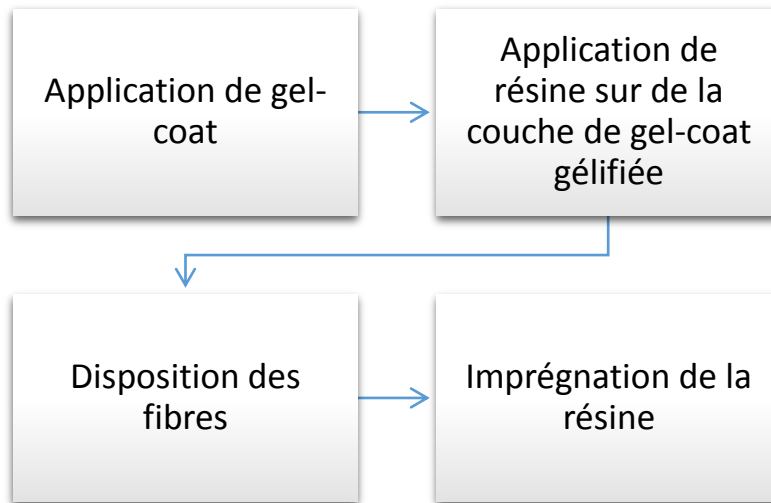 Application de gel-
coat
Application de
résine sur de la
couche de gel-coat
gélifiée
Disposition des
fibres
Imprégnation de la
résine